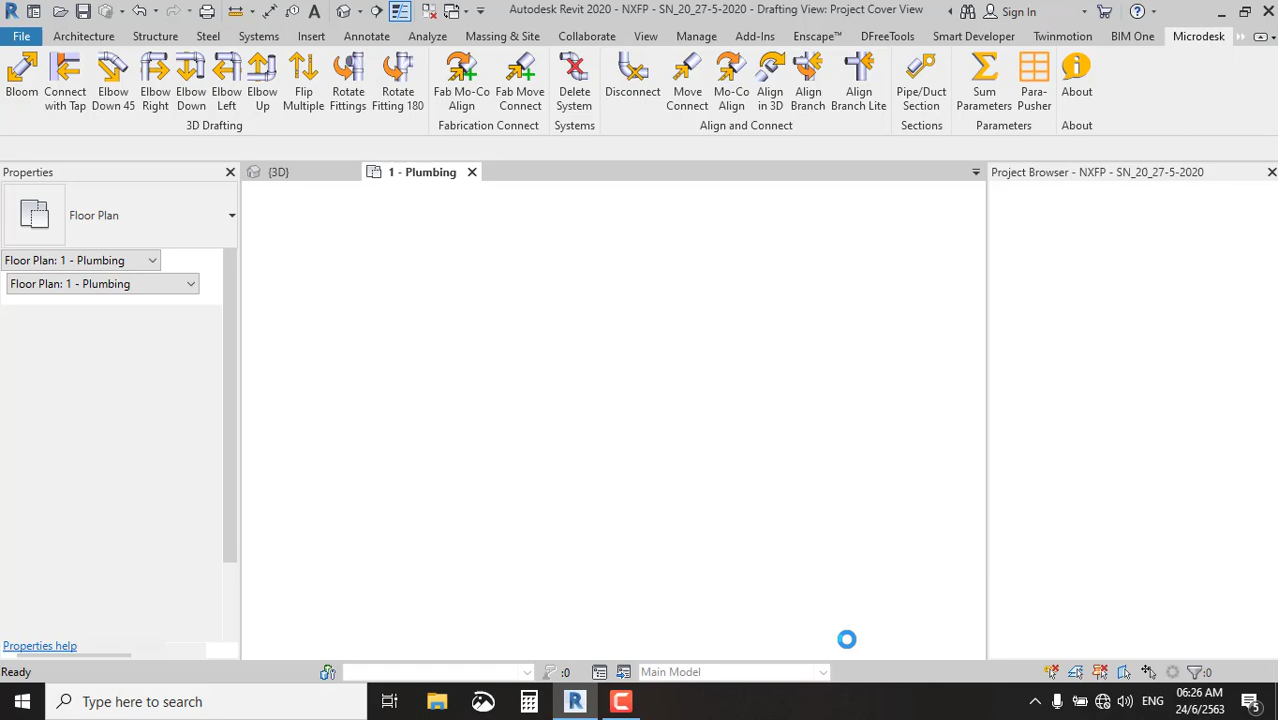 Autodesk Revit 2020 - NXFP - SN_20_27-5-2020 - Drafting View: Project Cover View
Sign In
File Architecture Structure Steel Systems Insert Annotate Analyze Massing & Site Collaborate View Manage Add-Ins Enscape™ DFreeTools Smart Developer Twinmotion BIM One Microdesk
Bloom Connect with Tap Elbow Down 45 Elbow Right Elbow Down Elbow Left Elbow Up Flip Multiple Rotate Fittings Rotate Fitting 180 Fab Mo-Co Align Fab Move Connect Delete System Disconnect Move Connect Mo-Co Align Align in 3D Align Branch Align Branch Lite Pipe/Duct Section Sum Parameters Para-Pusher About
3D Drafting Fabrication Connect Systems Align and Connect Sections Parameters About
Properties
{3D}
1 - Plumbing
Project Browser - NXFP - SN_20_27-5-2020
Floor Plan
Floor Plan: 1 - Plumbing
Floor Plan: 1 - Plumbing
Properties help
Ready
:0
Main Model
:0
Type here to search
ENG
06:26 AM
24/6/2563
5